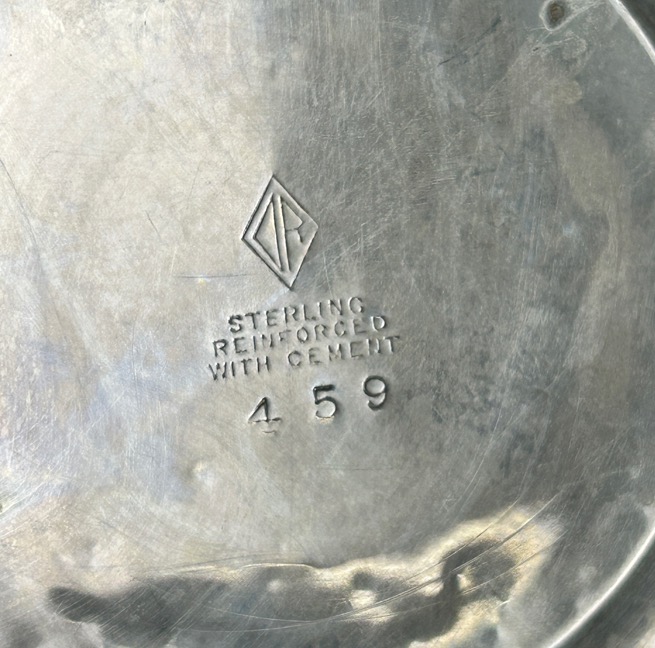 STERLING
REINFORCED
WITH CEMENT
459